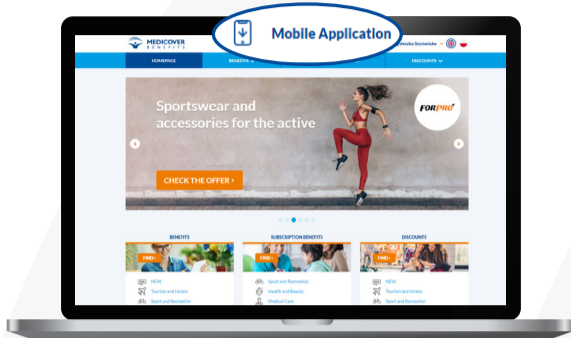 Mobile Application
MEDICOVER
BENEFITS
HOMEPAGE
BENEFITS
DISCOUNTS
Sportswear and
accessories for the active
FORPRO
CHECK THE OFFER ›
BENEFITS
SUBSCRIPTION BENEFITS
DISCOUNTS
FIND ›
FIND ›
FIND ›
NEW
Sport and Recreation
NEW
Tourism and Hotels
Health and Beauty
Tourism and Hotels
Sport and Recreation
Medical Care
Sport and Recreation